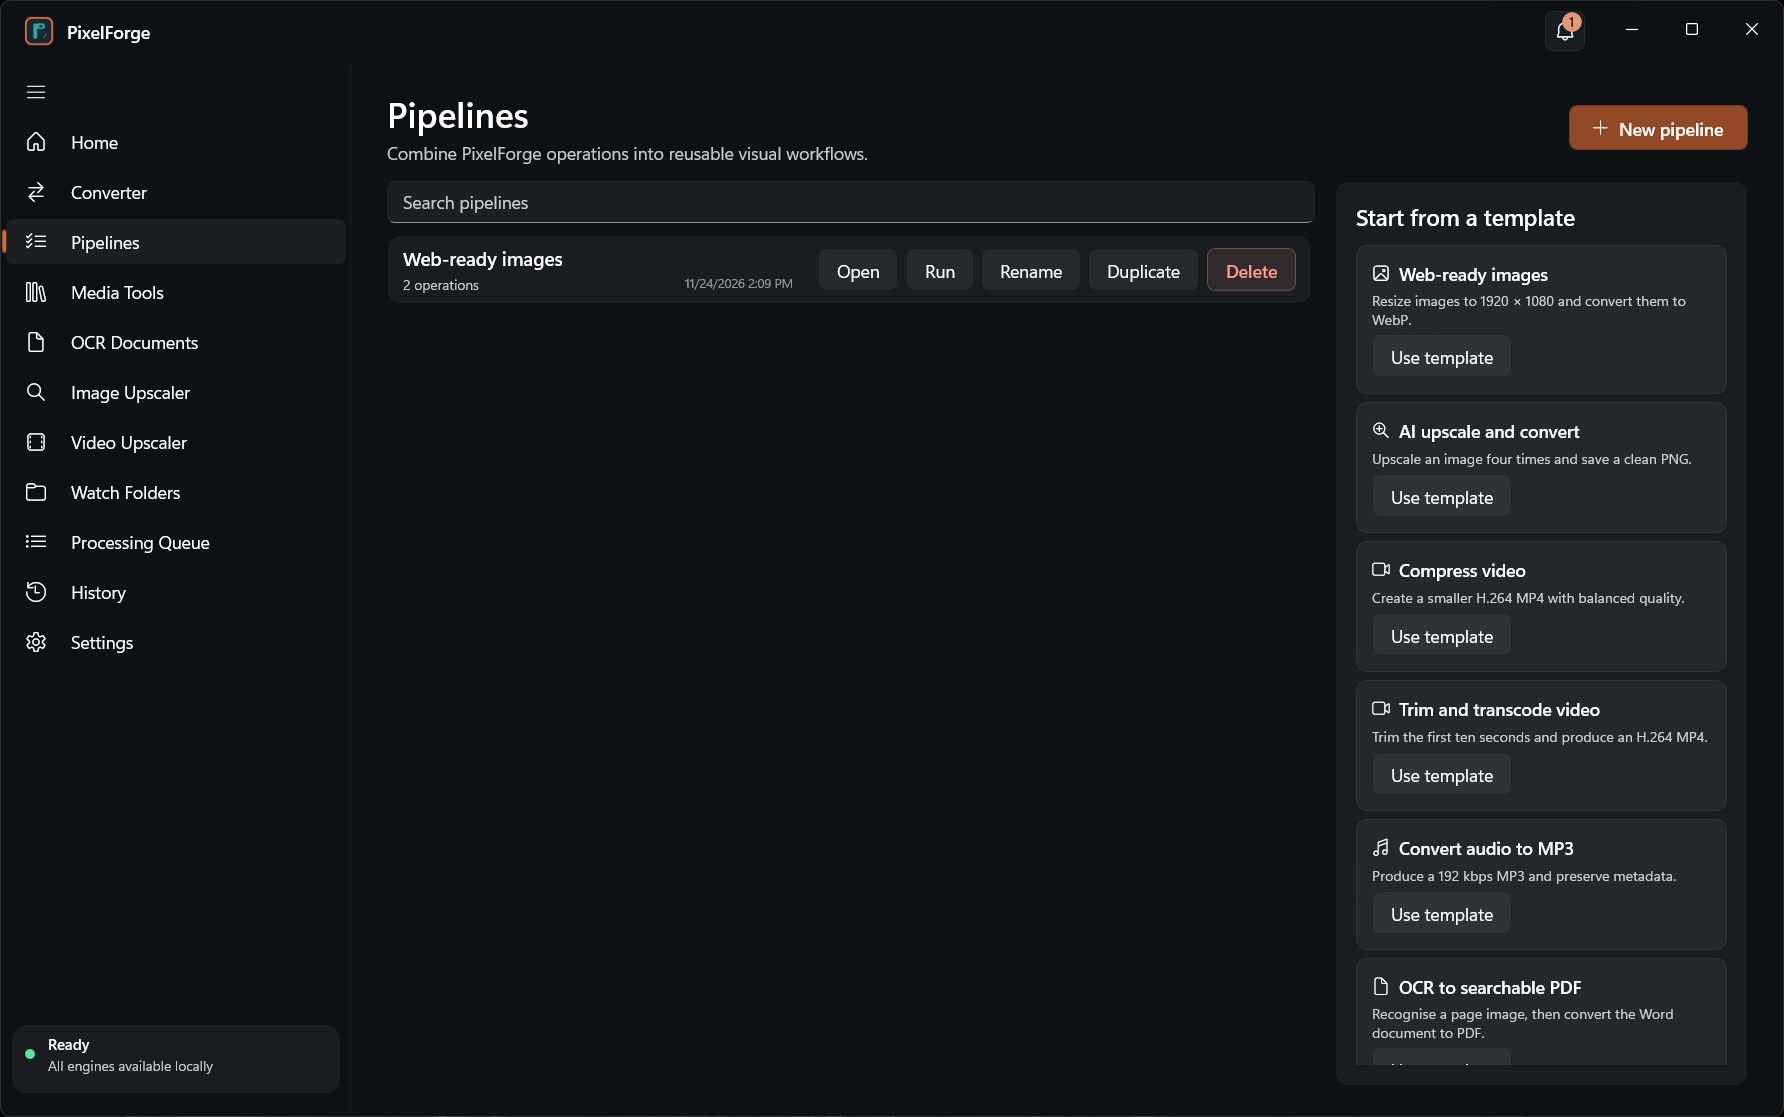 PixelForge
1
Home
Converter
Pipelines
Media Tools
OCR Documents
Image Upscaler
Video Upscaler
Watch Folders
Processing Queue
History
Settings
Ready
All engines available locally
Pipelines
Combine PixelForge operations into reusable visual workflows.
New pipeline
Search pipelines
Web-ready images
2 operations
11/24/2026 2:09 PM
Open
Run
Rename
Duplicate
Delete
Start from a template
Web-ready images
Resize images to 1920 × 1080 and convert them to
WebP.
Use template
AI upscale and convert
Upscale an image four times and save a clean PNG.
Use template
Compress video
Create a smaller H.264 MP4 with balanced quality.
Use template
Trim and transcode video
Trim the first ten seconds and produce an H.264 MP4.
Use template
Convert audio to MP3
Produce a 192 kbps MP3 and preserve metadata.
Use template
OCR to searchable PDF
Recognise a page image, then convert the Word
document to PDF.